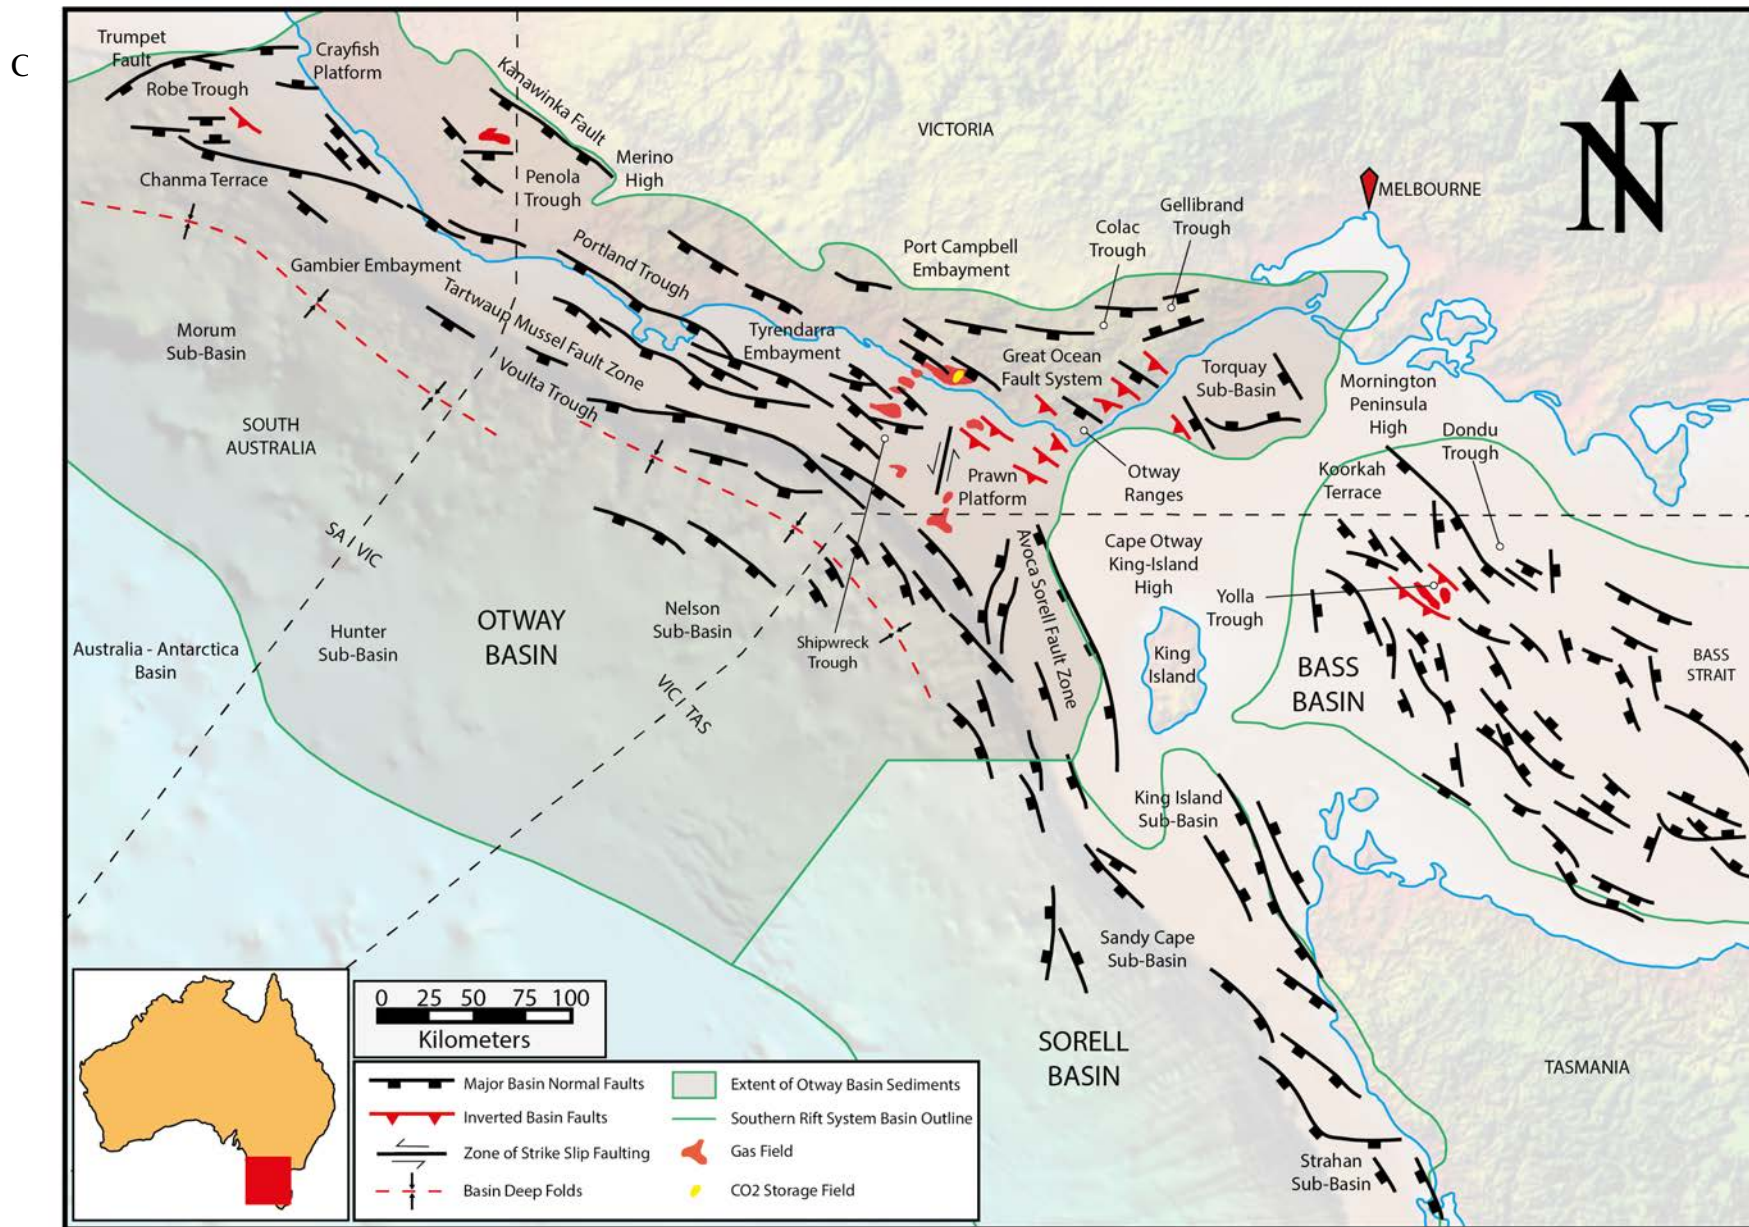 C
Trumpet
Fault
Crayfish
Platform
Robe Trough
Kanawinka Fault
VICTORIA
N
Merino
High
Penola
Trough
Chanma Terrace
MELBOURNE
Gellibrand
Trough
Colac
Trough
Port Campbell
Embayment
Portland Trough
Gambier Embayment
Tartwaup Mussel Fault Zone
Morum
Sub-Basin
Tyrendarra
Embayment
Voulta Trough
Great Ocean
Fault System
Torquay
Sub-Basin
Mornington
Peninsula
High
Dondu
Trough
SOUTH
AUSTRALIA
Koorkah
Terrace
Otway
Ranges
Prawn
Platform
SA I VIC
Avoca Sorell Fault Zone
Cape Otway
King-Island
High
Yolla
Trough
Nelson
Sub-Basin
OTWAY
BASIN
Hunter
Sub-Basin
Shipwreck
Trough
Australia - Antarctica
Basin
King
Island
BASS
BASIN
BASS
STRAIT
VIC I TAS
King Island
Sub-Basin
Sandy Cape
Sub-Basin
SORELL
BASIN
TASMANIA
Strahan
Sub-Basin
0 25 50 75 100
Kilometers
Major Basin Normal Faults
Inverted Basin Faults
Zone of Strike Slip Faulting
Basin Deep Folds
Extent of Otway Basin Sediments
Southern Rift System Basin Outline
Gas Field
CO2 Storage Field